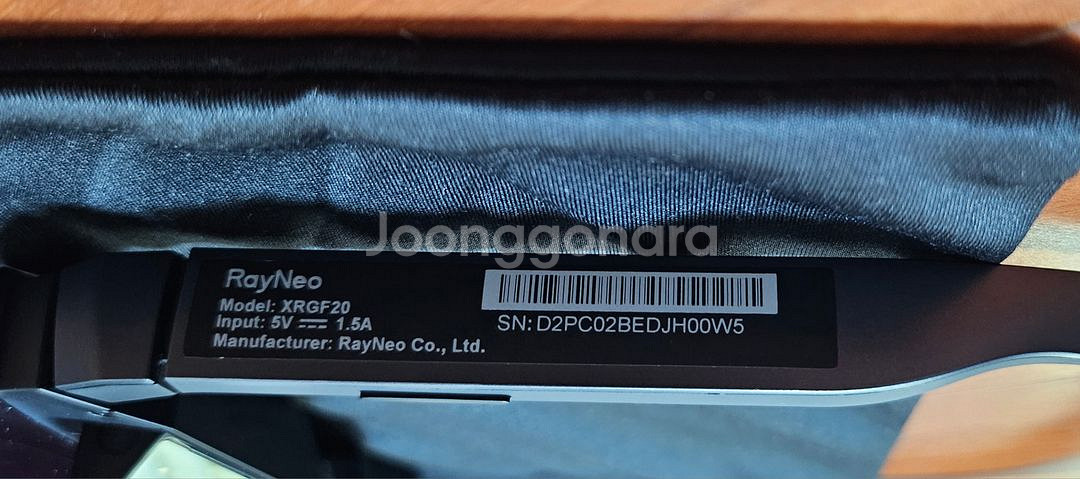 Joonggonara
RayNeo
Model: XRGF20
Input: 5V ⎓ 1.5A
Manufacturer: RayNeo Co., Ltd.
SN: D2PC02BEDJH00W5